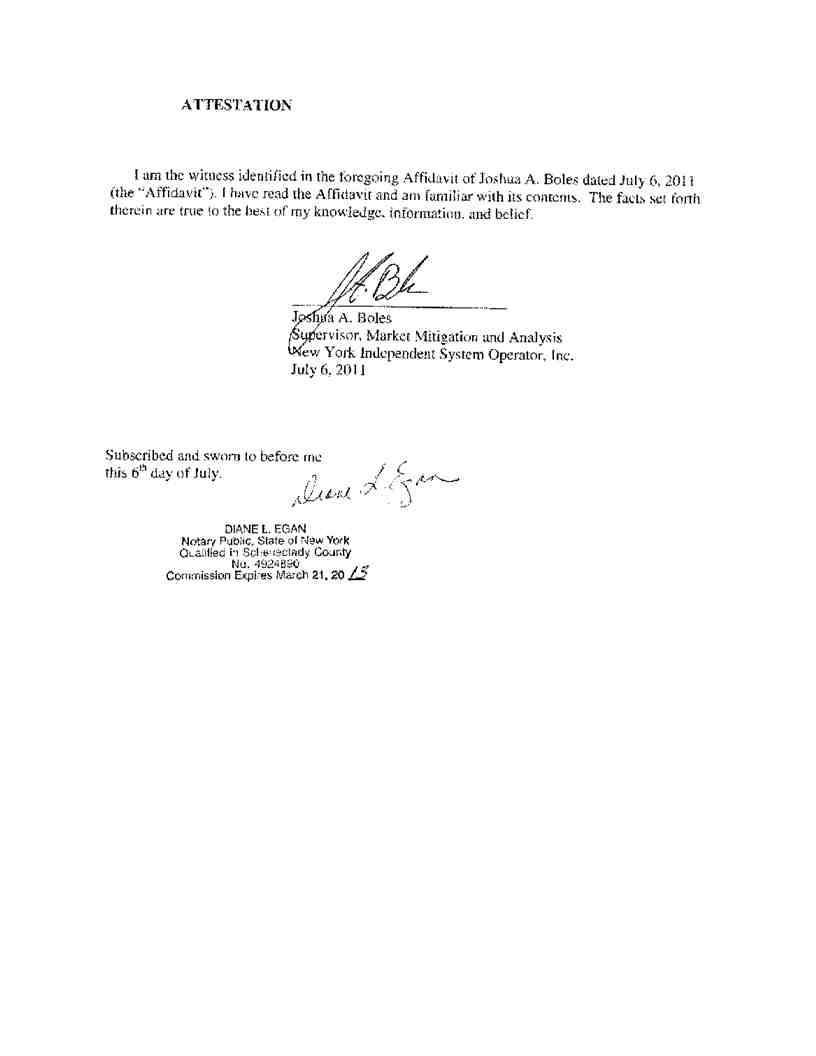 ATTESTATION
I am the witness identified in the foregoing Affidavit of Joshua A. Boles dated July 6, 2011
(the “Affidavit”). I have read the Affidavit and am familiar with its contents. The facts set forth
therein are true to the best of my knowledge, information, and belief.
Joshua A. Boles
Supervisor, Market Mitigation and Analysis
New York Independent System Operator, Inc.
July 6, 2011
Subscribed and sworn to before me
this 6th day of July.
Diane L. Egan
DIANE L. EGAN
Notary Public, State of New York
Qualified in Schenectady County
No. 4924890
Commission Expires March 21, 20 13